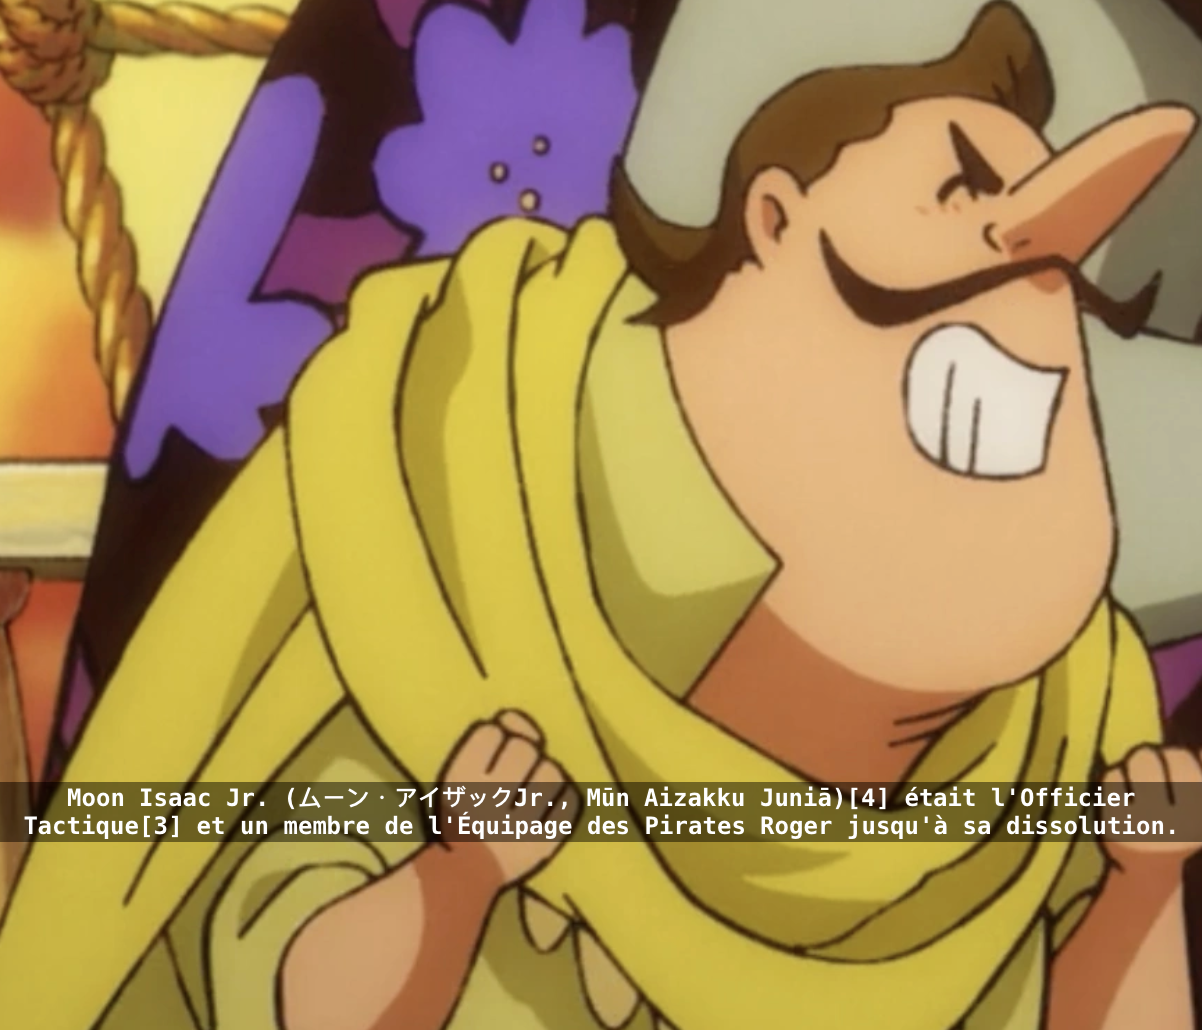 Moon Isaac Jr. (ムーン・アイザックJr., Mūn Aizakku Juniā)[4] était l'Officier
Tactique[3] et un membre de l'Équipage des Pirates Roger jusqu'à sa dissolution.